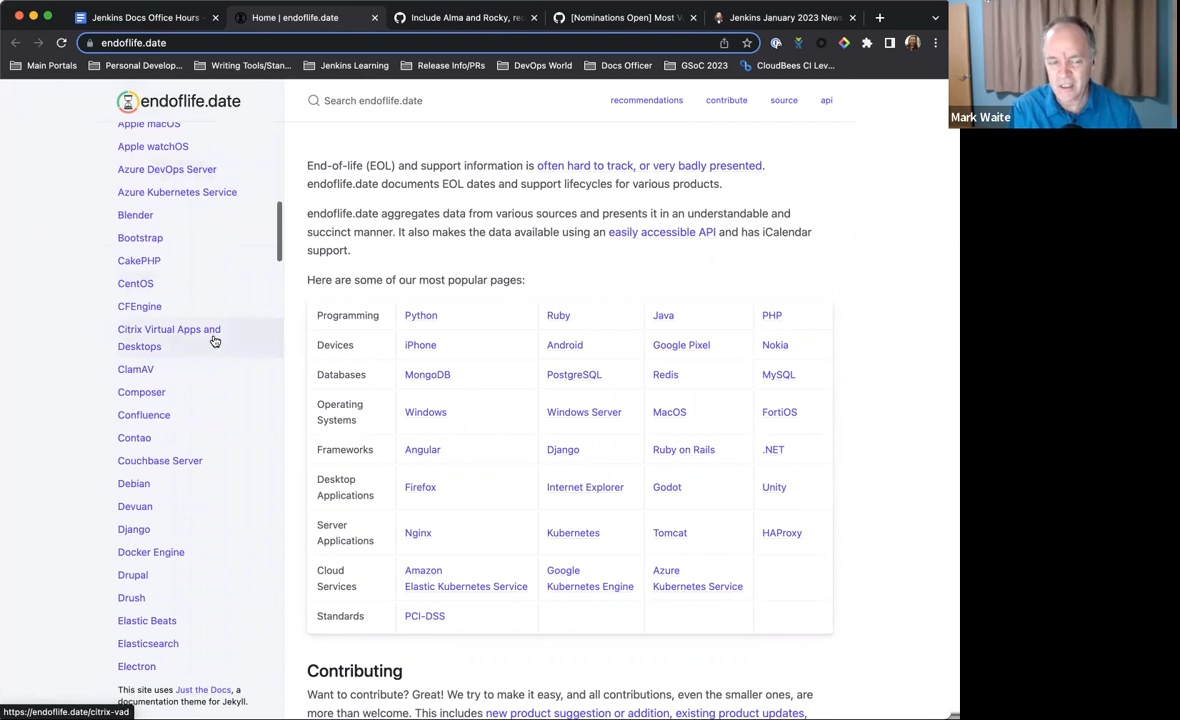 Jenkins Docs Office Hours -
Home | endoflife.date
Include Alma and Rocky, re
[Nominations Open] Most V
Jenkins January 2023 News
endoflife.date
Main Portals
Personal Develop...
Writing Tools/Stan...
Jenkins Learning
Release Info/PRs
DevOps World
Docs Officer
GSoC 2023
CloudBees CI Lev...
Mark Waite
endoflife.date
Search endoflife.date
recommendations
contribute
source
api
Apple macOS
Apple watchOS
Azure DevOps Server
Azure Kubernetes Service
Blender
Bootstrap
CakePHP
CentOS
CFEngine
Citrix Virtual Apps and
Desktops
ClamAV
Composer
Confluence
Contao
Couchbase Server
Debian
Devuan
Django
Docker Engine
Drupal
Drush
Elastic Beats
Elasticsearch
Electron
This site uses Just the Docs, a
documentation theme for Jekyll.
https://endoflife.date/citrix-vad
End-of-life (EOL) and support information is often hard to track, or very badly presented.
endoflife.date documents EOL dates and support lifecycles for various products.
endoflife.date aggregates data from various sources and presents it in an understandable and
succinct manner. It also makes the data available using an easily accessible API and has iCalendar
support.
Here are some of our most popular pages:
Programming Python Ruby Java PHP
Devices iPhone Android Google Pixel Nokia
Databases MongoDB PostgreSQL Redis MySQL
Operating
Systems Windows Windows Server MacOS FortiOS
Frameworks Angular Django Ruby on Rails .NET
Desktop
Applications Firefox Internet Explorer Godot Unity
Server
Applications Nginx Kubernetes Tomcat HAProxy
Cloud Amazon Google Azure
Services Elastic Kubernetes Service Kubernetes Engine Kubernetes Service
Standards PCI-DSS
Contributing
Want to contribute? Great! We try to make it easy, and all contributions, even the smaller ones, are
more than welcome. This includes new product suggestion or addition, existing product updates,